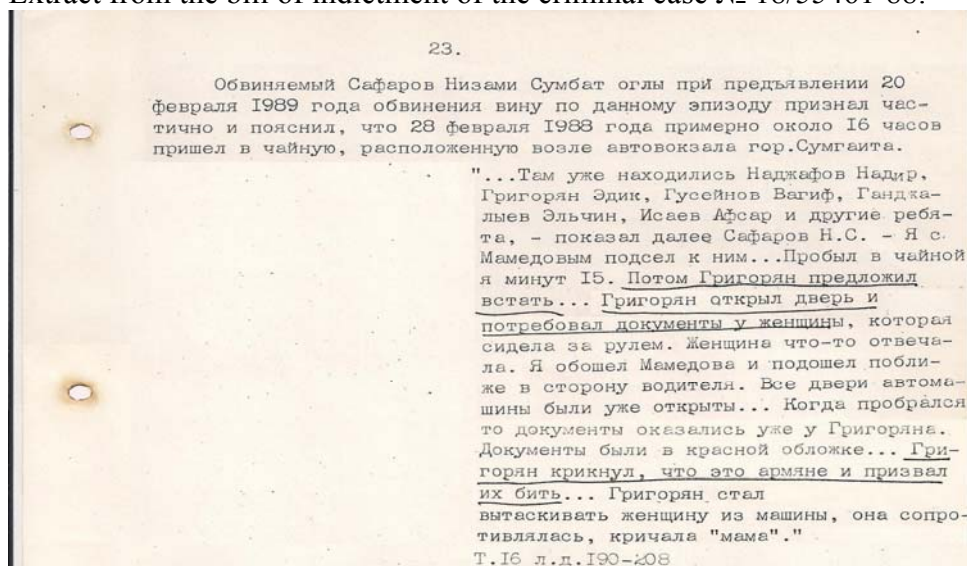 Extract from the bill of indictment of the criminal case № 18/55461-88.
23.
Обвиняемый Сафаров Низами Сумбат оглы при предъявлении 20
февраля I989 года обвинения вину по данному эпизоду признал час-
тично и пояснил, что 28 февраля I988 года примерно около I6 часов
пришел в чайную, расположенную возле автовокзала гор.Сумгаита.
"...Там уже находились Наджафов Надир,
Григорян Эдик, Гусейнов Вагиф, Ганджа-
лыев Эльчин, Исаев Афсар и другие ребя-
та, - показал далее Сафаров Н.С. - Я с
Мамедовым подсел к ним...Пробыл в чайной
я минут I5. Потом Григорян предложил
встать... Григорян открыл дверь и
потребовал документы у женщины, которая
сидела за рулем. Женщина что-то отвеча-
ла. Я обошел Мамедова и подошел побли-
же в сторону водителя. Все двери автома-
шины были уже открыты... Когда пробрался
то документы оказались уже у Григоряна.
Документы были в красной обложке... Гри-
горян крикнул, что это армяне и призвал
их бить... Григорян стал
вытаскивать женщину из машины, она сопро-
тивлялась, кричала "мама"."
Т.I6 л.д.I90-208